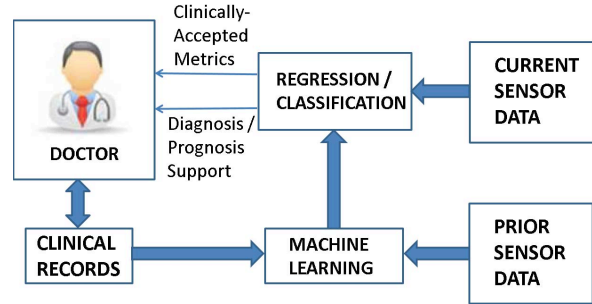 Clinically-
Accepted
Metrics
DOCTOR
Diagnosis /
Prognosis
Support
REGRESSION /
CLASSIFICATION
CURRENT
SENSOR
DATA
CLINICAL
RECORDS
MACHINE
LEARNING
PRIOR
SENSOR
DATA